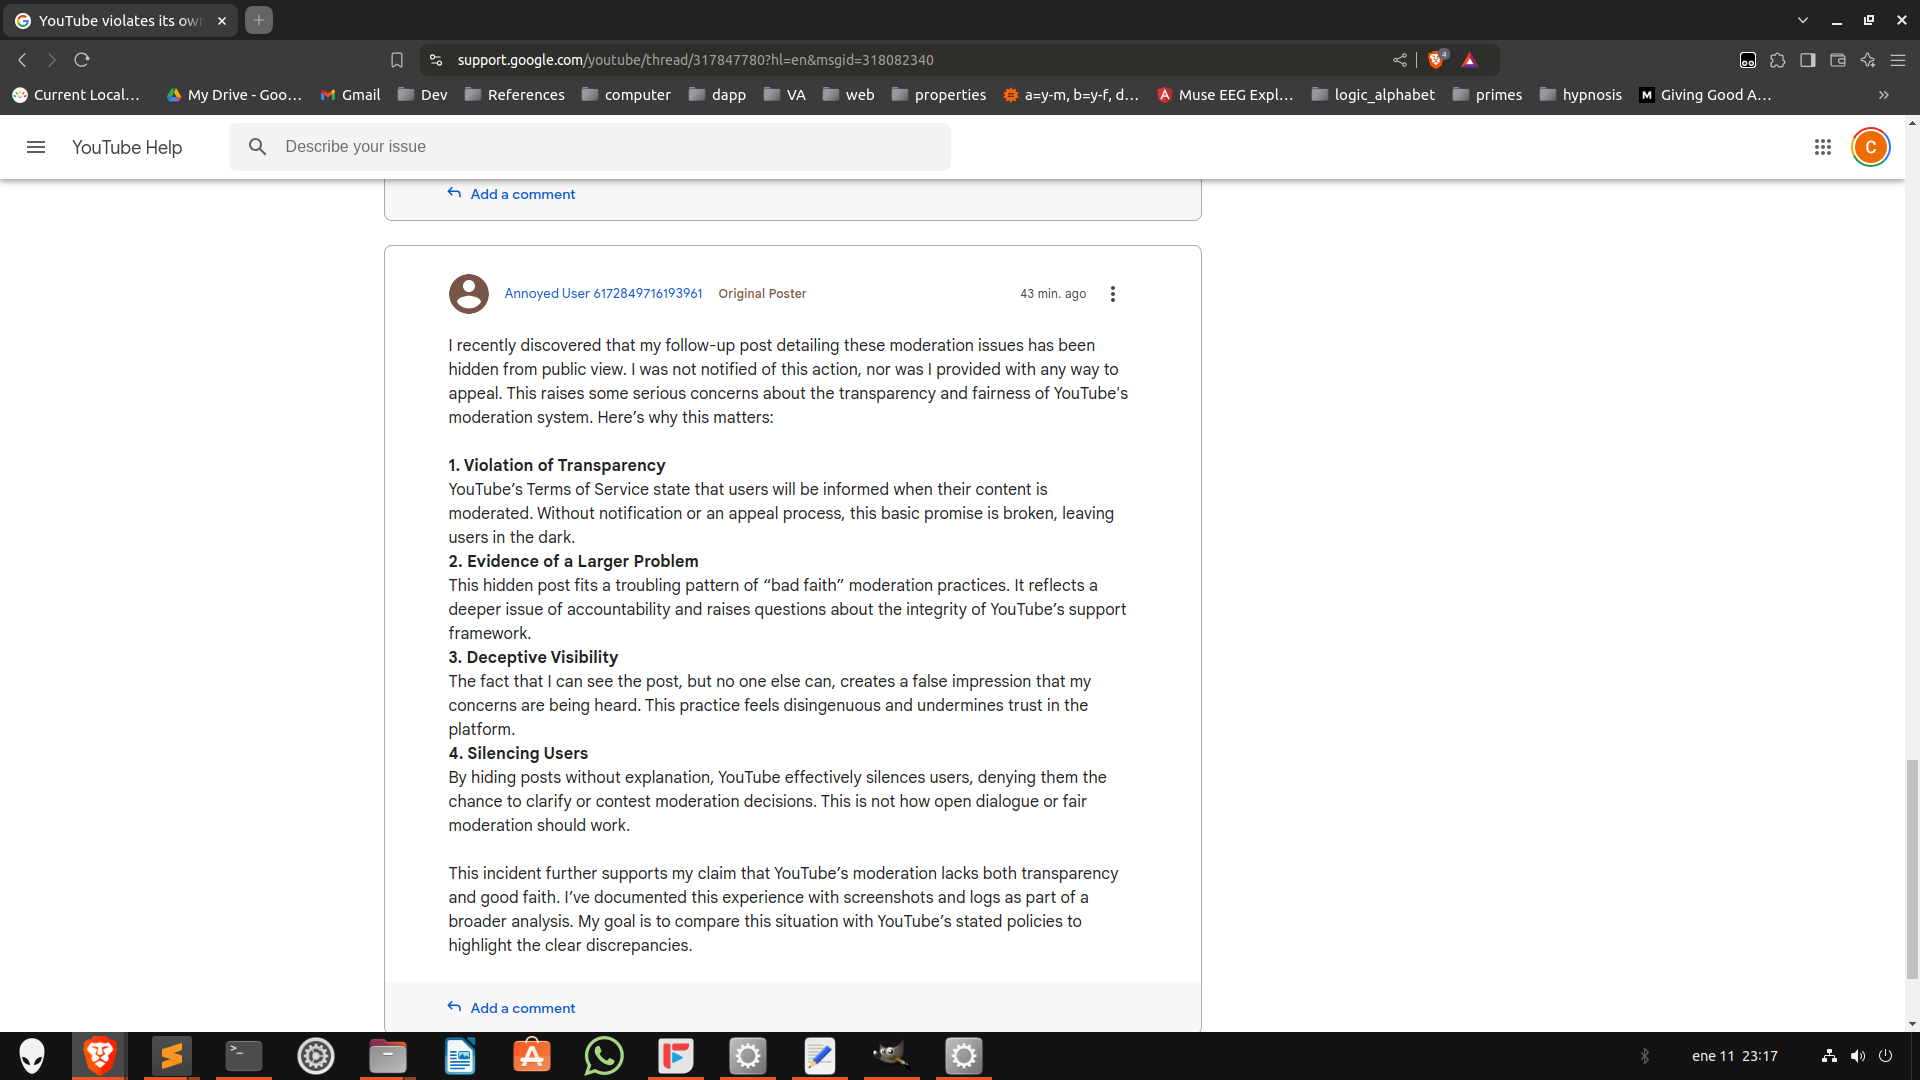 YouTube violates its own
support.google.com/youtube/thread/317847780?hl=en&msgid=318082340
4
Current Local...
My Drive - Goo...
Gmail
Dev
References
computer
dapp
VA
web
properties
a=y-m, b=y-f, d...
Muse EEG Expl...
logic_alphabet
primes
hypnosis
M
Giving Good A...
YouTube Help
Describe your issue
C
Add a comment
Annoyed User 6172849716193961
Original Poster
43 min. ago
I recently discovered that my follow-up post detailing these moderation issues has been
hidden from public view. I was not notified of this action, nor was I provided with any way to
appeal. This raises some serious concerns about the transparency and fairness of YouTube's
moderation system. Here’s why this matters:
1. Violation of Transparency
YouTube’s Terms of Service state that users will be informed when their content is
moderated. Without notification or an appeal process, this basic promise is broken, leaving
users in the dark.
2. Evidence of a Larger Problem
This hidden post fits a troubling pattern of “bad faith” moderation practices. It reflects a
deeper issue of accountability and raises questions about the integrity of YouTube’s support
framework.
3. Deceptive Visibility
The fact that I can see the post, but no one else can, creates a false impression that my
concerns are being heard. This practice feels disingenuous and undermines trust in the
platform.
4. Silencing Users
By hiding posts without explanation, YouTube effectively silences users, denying them the
chance to clarify or contest moderation decisions. This is not how open dialogue or fair
moderation should work.
This incident further supports my claim that YouTube’s moderation lacks both transparency
and good faith. I’ve documented this experience with screenshots and logs as part of a
broader analysis. My goal is to compare this situation with YouTube’s stated policies to
highlight the clear discrepancies.
Add a comment
ene 11 23:17